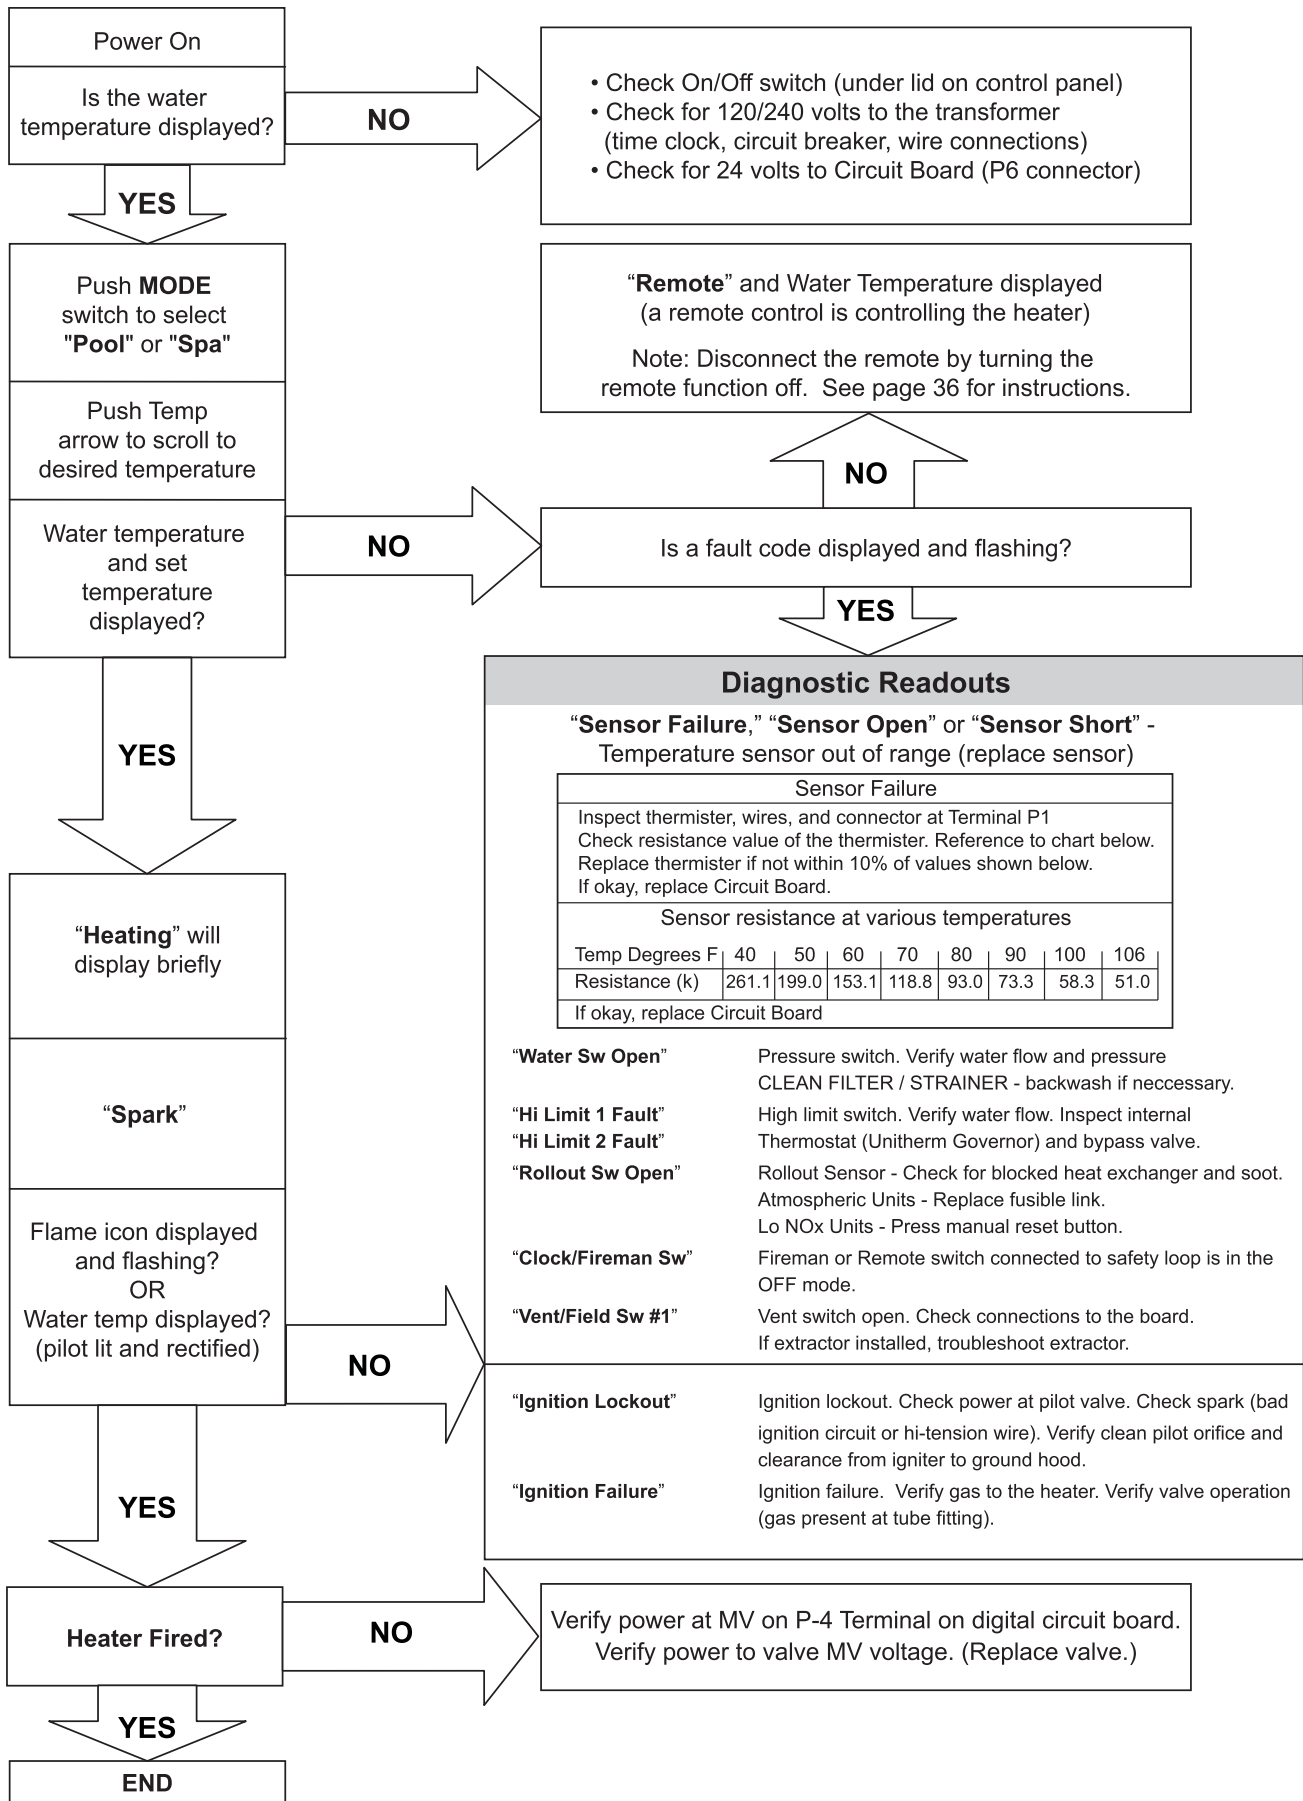 Power On
Is the water
temperature displayed?
NO
• Check On/Off switch (under lid on control panel)
• Check for 120/240 volts to the transformer
(time clock, circuit breaker, wire connections)
• Check for 24 volts to Circuit Board (P6 connector)
YES
Push MODE
switch to select
"Pool" or "Spa"
Push Temp
arrow to scroll to
desired temperature
Water temperature
and set
temperature
displayed?
NO
“Remote” and Water Temperature displayed
(a remote control is controlling the heater)
Note: Disconnect the remote by turning the
remote function off. See page 36 for instructions.
NO
Is a fault code displayed and flashing?
YES
YES
Diagnostic Readouts
“Sensor Failure,” “Sensor Open” or “Sensor Short” -
Temperature sensor out of range (replace sensor)
Sensor Failure
Inspect thermister, wires, and connector at Terminal P1
Check resistance value of the thermister. Reference to chart below.
Replace thermister if not within 10% of values shown below.
If okay, replace Circuit Board.
Sensor resistance at various temperatures
Temp Degrees F 40 50 60 70 80 90 100 106
Resistance (k) 261.1 199.0 153.1 118.8 93.0 73.3 58.3 51.0
If okay, replace Circuit Board
“Water Sw Open” Pressure switch. Verify water flow and pressure
CLEAN FILTER / STRAINER - backwash if neccessary.
“Hi Limit 1 Fault” High limit switch. Verify water flow. Inspect internal
“Hi Limit 2 Fault” Thermostat (Unitherm Governor) and bypass valve.
“Rollout Sw Open” Rollout Sensor - Check for blocked heat exchanger and soot.
Atmospheric Units - Replace fusible link.
Lo NOx Units - Press manual reset button.
“Clock/Fireman Sw” Fireman or Remote switch connected to safety loop is in the
OFF mode.
“Vent/Field Sw #1” Vent switch open. Check connections to the board.
If extractor installed, troubleshoot extractor.
“Ignition Lockout” Ignition lockout. Check power at pilot valve. Check spark (bad
ignition circuit or hi-tension wire). Verify clean pilot orifice and
clearance from igniter to ground hood.
“Ignition Failure” Ignition failure. Verify gas to the heater. Verify valve operation
(gas present at tube fitting).
“Heating” will
display briefly
“Spark”
Flame icon displayed
and flashing?
OR
Water temp displayed?
(pilot lit and rectified)
NO
YES
Heater Fired?
NO
Verify power at MV on P-4 Terminal on digital circuit board.
Verify power to valve MV voltage. (Replace valve.)
YES
END